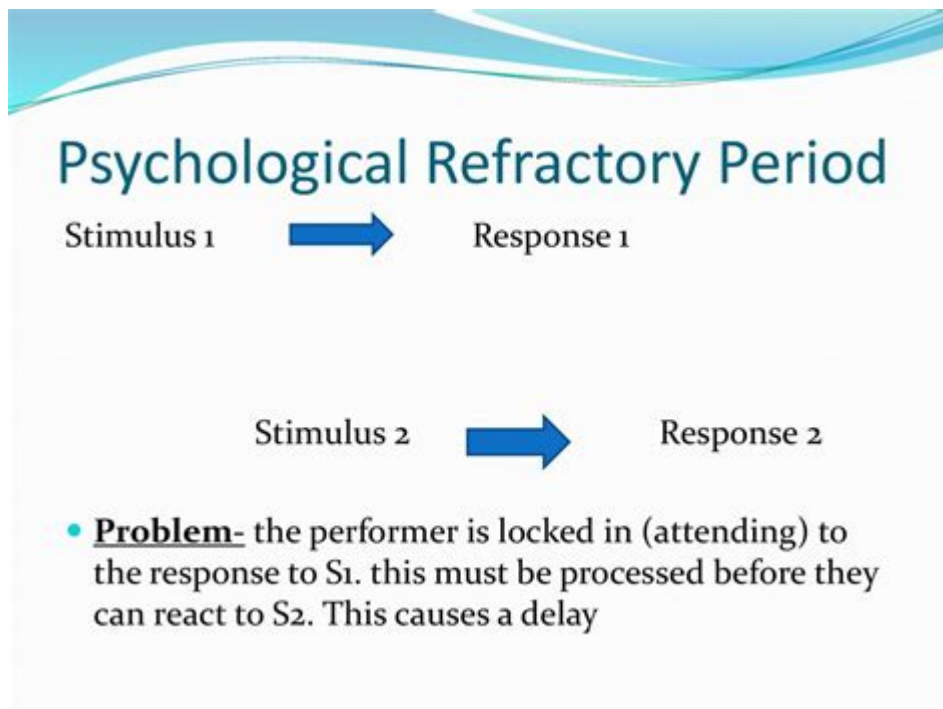 Psychological Refractory Period
Stimulus 1 Response 1
Stimulus 2 Response 2
Problem- the performer is locked in (attending) to
the response to S1. this must be processed before they
can react to S2. This causes a delay